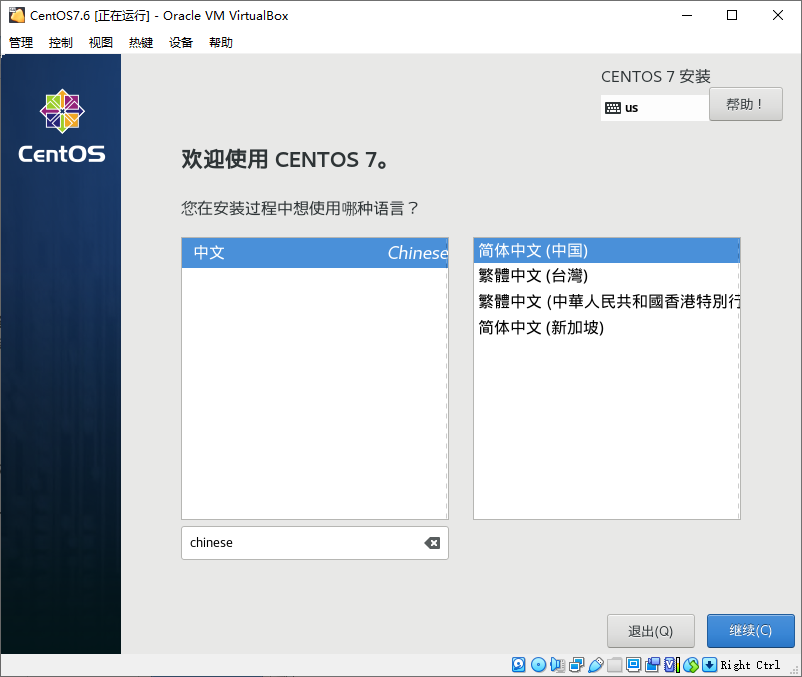 CentOS7.6 [正在运行] - Oracle VM VirtualBox
管理 控制 视图 热键 设备 帮助
CentOS
CENTOS 7 安装
us
帮助！
欢迎使用 CENTOS 7。
您在安装过程中想使用哪种语言？
中文 Chinese
简体中文 (中国)
繁體中文 (台灣)
繁體中文 (中華人民共和國香港特別行
简体中文 (新加坡)
chinese
退出(Q) 继续(C)
Right Ctrl